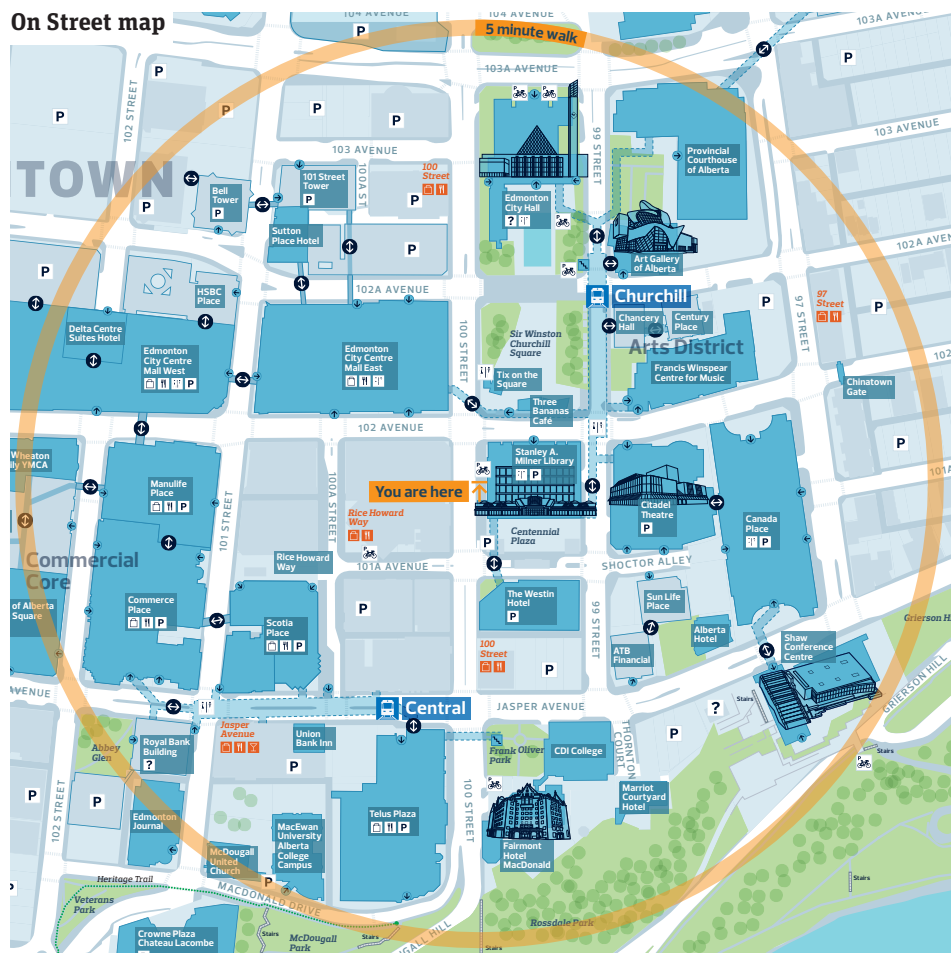 On Street map
104 AVENUE
104 AVENUE
103A AVENUE
5 minute walk
103A AVENUE
P
P
P
P
P
P
102 STREET
103 AVENUE
103 AVENUE
99 STREET
TOWN
100A ST
100
Street
Provincial
Courthouse
of Alberta
101 Street
Tower
P
Bell
Tower
P
P
P
Edmonton
City Hall
?
Sutton
Place Hotel
P
102A AVENUE
Art Gallery
of Alberta
P
102A AVENUE
HSBC
Place
Churchill
97
Street
P
97 STREET
Chancery
Hall
Century
Place
Delta Centre
Suites Hotel
Edmonton
City Centre
Mall West
P
Edmonton
City Centre
Mall East
100 STREET
Sir Winston
Churchill
Square
Arts District
Francis Winspear
Centre for Music
Tix on the
Square
Chinatown
Gate
Three
Bananas
Café
102 AVENUE
P
Wheaton
ily YMCA
Stanley A.
Milner Library
P
101A
Manulife
Place
P
100A STREET
You are here
Citadel
Theatre
P
Canada
Place
P
101 STREET
Rice Howard
Way
Centennial
Plaza
P
Commercial
Core
Rice Howard
Way
101A AVENUE
SHOCTOR ALLEY
of Alberta
Square
Commerce
Place
P
P
The Westin
Hotel
P
Sun Life
Place
99 STREET
Scotia
Place
P
Alberta
Hotel
Shaw
Conference
Centre
Grierson H
100
Street
P
ATB
Financial
GRIERSON HILL
AVENUE
Central
JASPER AVENUE
?
Stairs
Jasper
Avenue
Union
Bank Inn
Abbey
Glen
Royal Bank
Building
?
Frank Oliver
Park
CDI College
THORNTON
COURT
P
Stairs
P
P
P
102 STREET
100 STREET
Marriot
Courtyard
Hotel
Edmonton
Journal
MacEwan
University
Alberta
College
Campus
Telus Plaza
P
Fairmont
Hotel
MacDonald
McDougall
United
Church
P
Heritage Trail
Stairs
P
MACDONALD DRIVE
Veterans
Park
Rossdale Park
Crowne Plaza
Chateau Lacombe
Stairs
McDougall
Park
Stairs
Stairs
GALL HILL